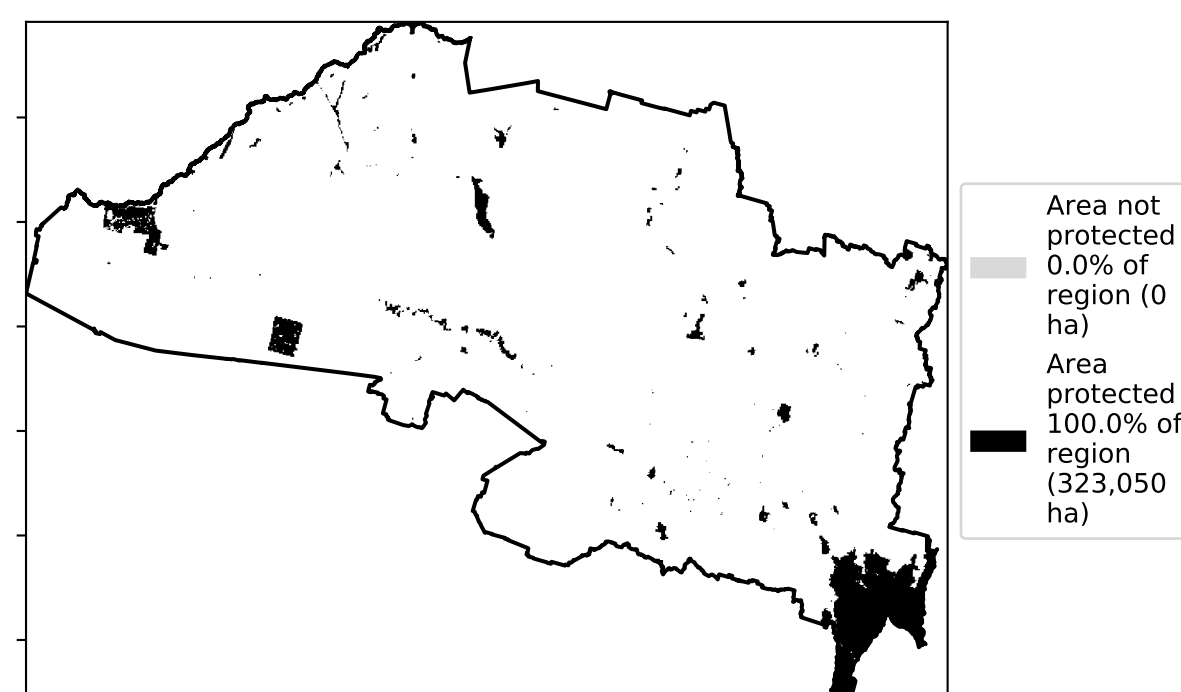 Area not
protected
0.0% of
region (0
ha)
Area
protected
100.0% of
region
(323,050
ha)